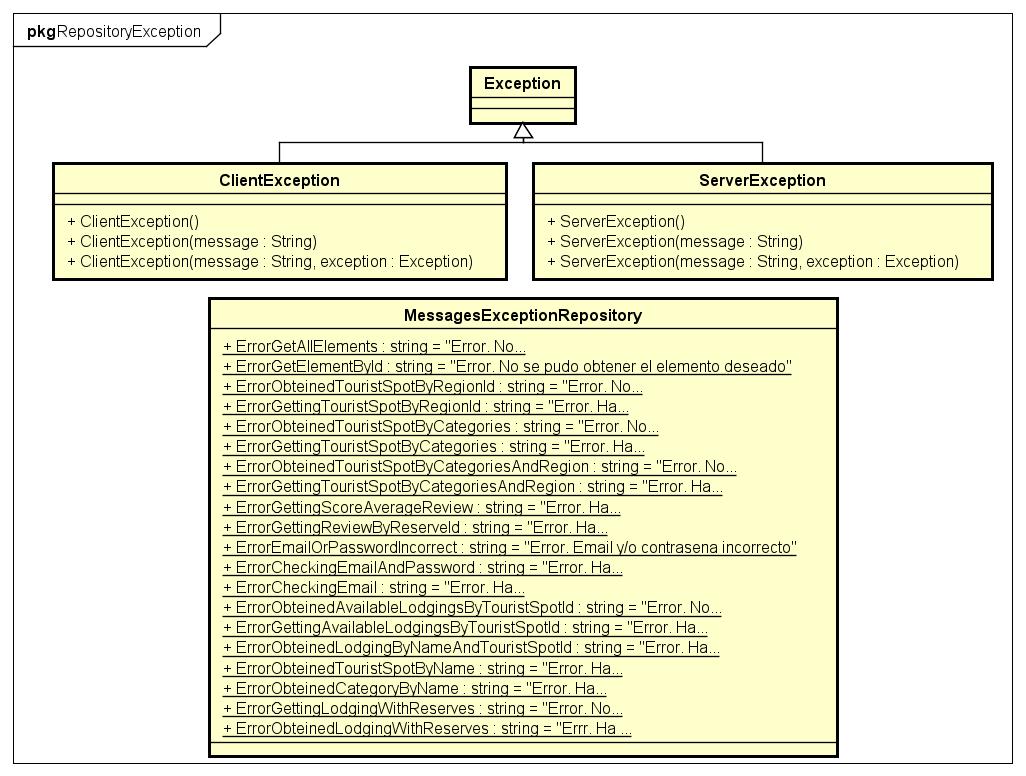 pkg RepositoryException
Exception
ClientException
+ ClientException()
+ ClientException(message : String)
+ ClientException(message : String, exception : Exception)
ServerException
+ ServerException()
+ ServerException(message : String)
+ ServerException(message : String, exception : Exception)
MessagesExceptionRepository
+ ErrorGetAllElements : string = "Error. No...
+ ErrorGetElementById : string = "Error. No se pudo obtener el elemento deseado"
+ ErrorObteinedTouristSpotByRegionId : string = "Error. No...
+ ErrorGettingTouristSpotByRegionId : string = "Error. Ha...
+ ErrorObteinedTouristSpotByCategories : string = "Error. No...
+ ErrorGettingTouristSpotByCategories : string = "Error. Ha...
+ ErrorObteinedTouristSpotByCategoriesAndRegion : string = "Error. No...
+ ErrorGettingTouristSpotByCategoriesAndRegion : string = "Error. Ha...
+ ErrorGettingScoreAverageReview : string = "Error. Ha...
+ ErrorGettingReviewByReserveId : string = "Error. Ha...
+ ErrorEmailOrPasswordIncorrect : string = "Error. Email y/o contrasena incorrecto"
+ ErrorCheckingEmailAndPassword : string = "Error. Ha...
+ ErrorCheckingEmail : string = "Error. Ha...
+ ErrorObteinedAvailableLodgingsByTouristSpotId : string = "Error. No...
+ ErrorGettingAvailableLodgingsByTouristSpotId : string = "Error. Ha...
+ ErrorObteinedLodgingByNameAndTouristSpotId : string = "Error. Ha...
+ ErrorObteinedTouristSpotByName : string = "Error. Ha...
+ ErrorObteinedCategoryByName : string = "Error. Ha...
+ ErrorGettingLodgingWithReserves : string = "Error. No...
+ ErrorObteinedLodgingWithReserves : string = "Errr. Ha ...